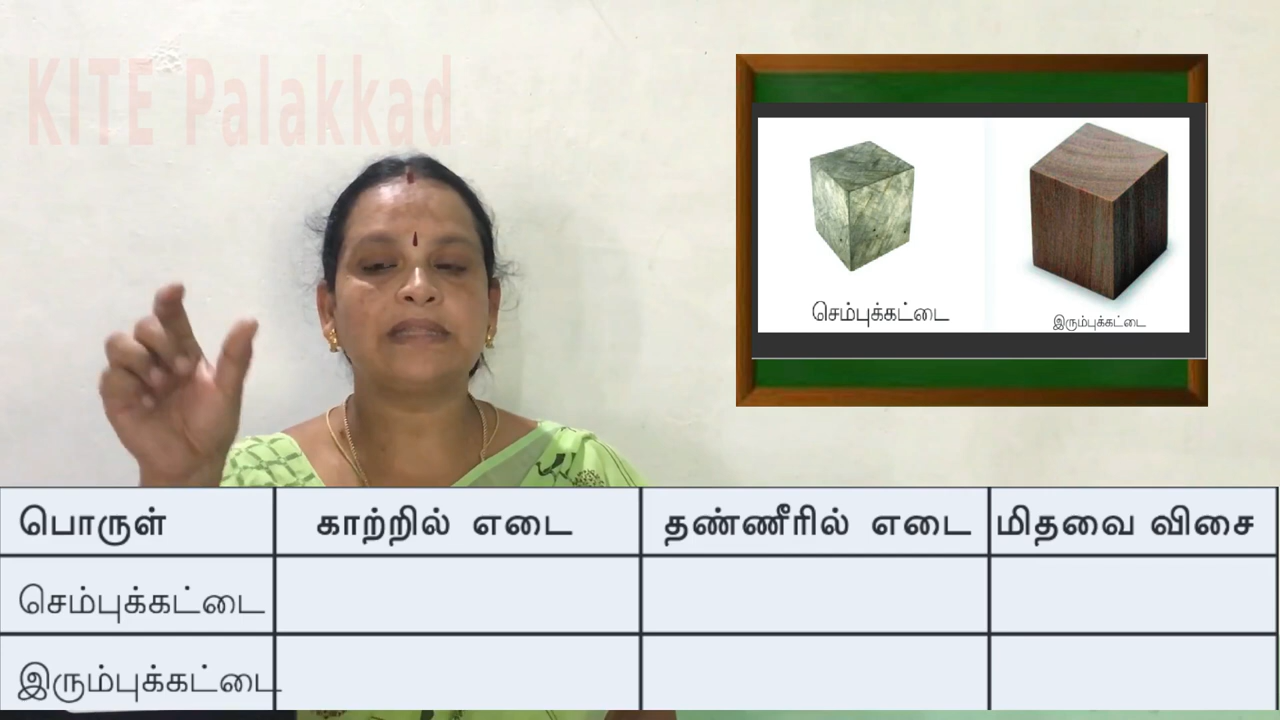 KITE Palakkad
செம்புக்கட்டை
இரும்புக்கட்டை
பொருள் காற்றில் எடை தண்ணீரில் எடை மிதவை விசை
செம்புக்கட்டை
இரும்புக்கட்டை